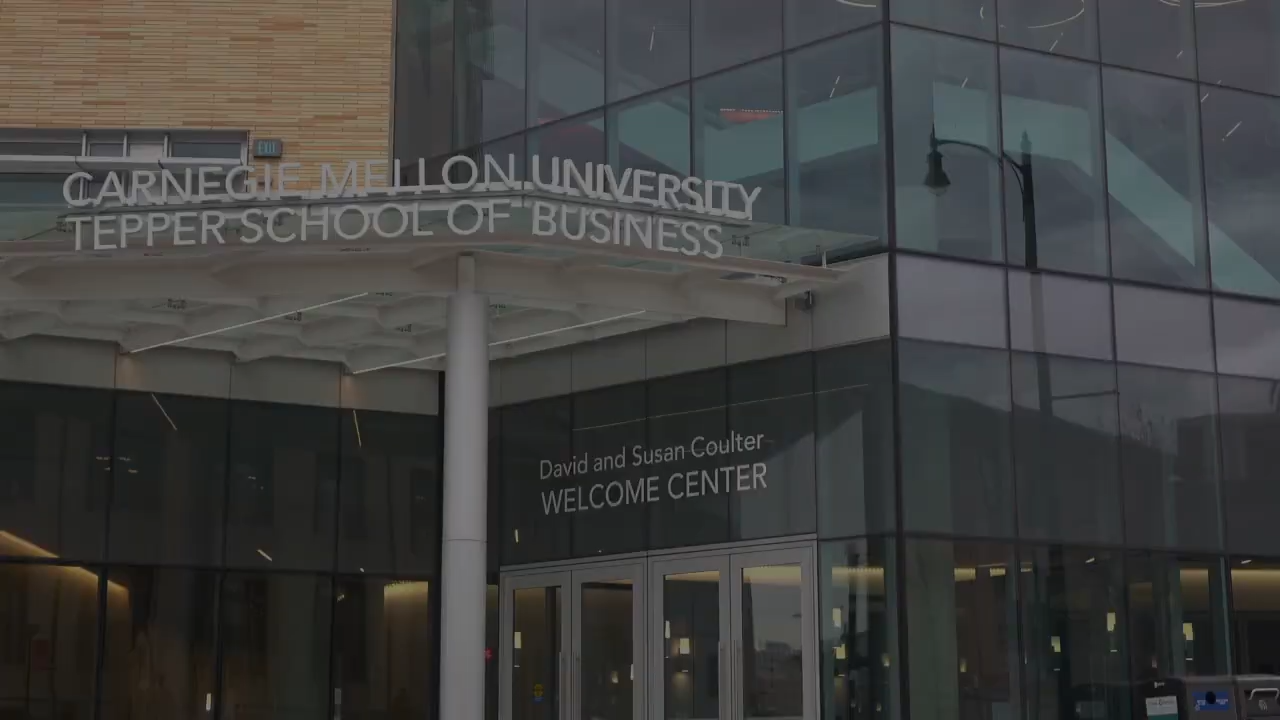 CARNEGIE MELLON UNIVERSITY
TEPPER SCHOOL OF BUSINESS
David and Susan Coulter
WELCOME CENTER